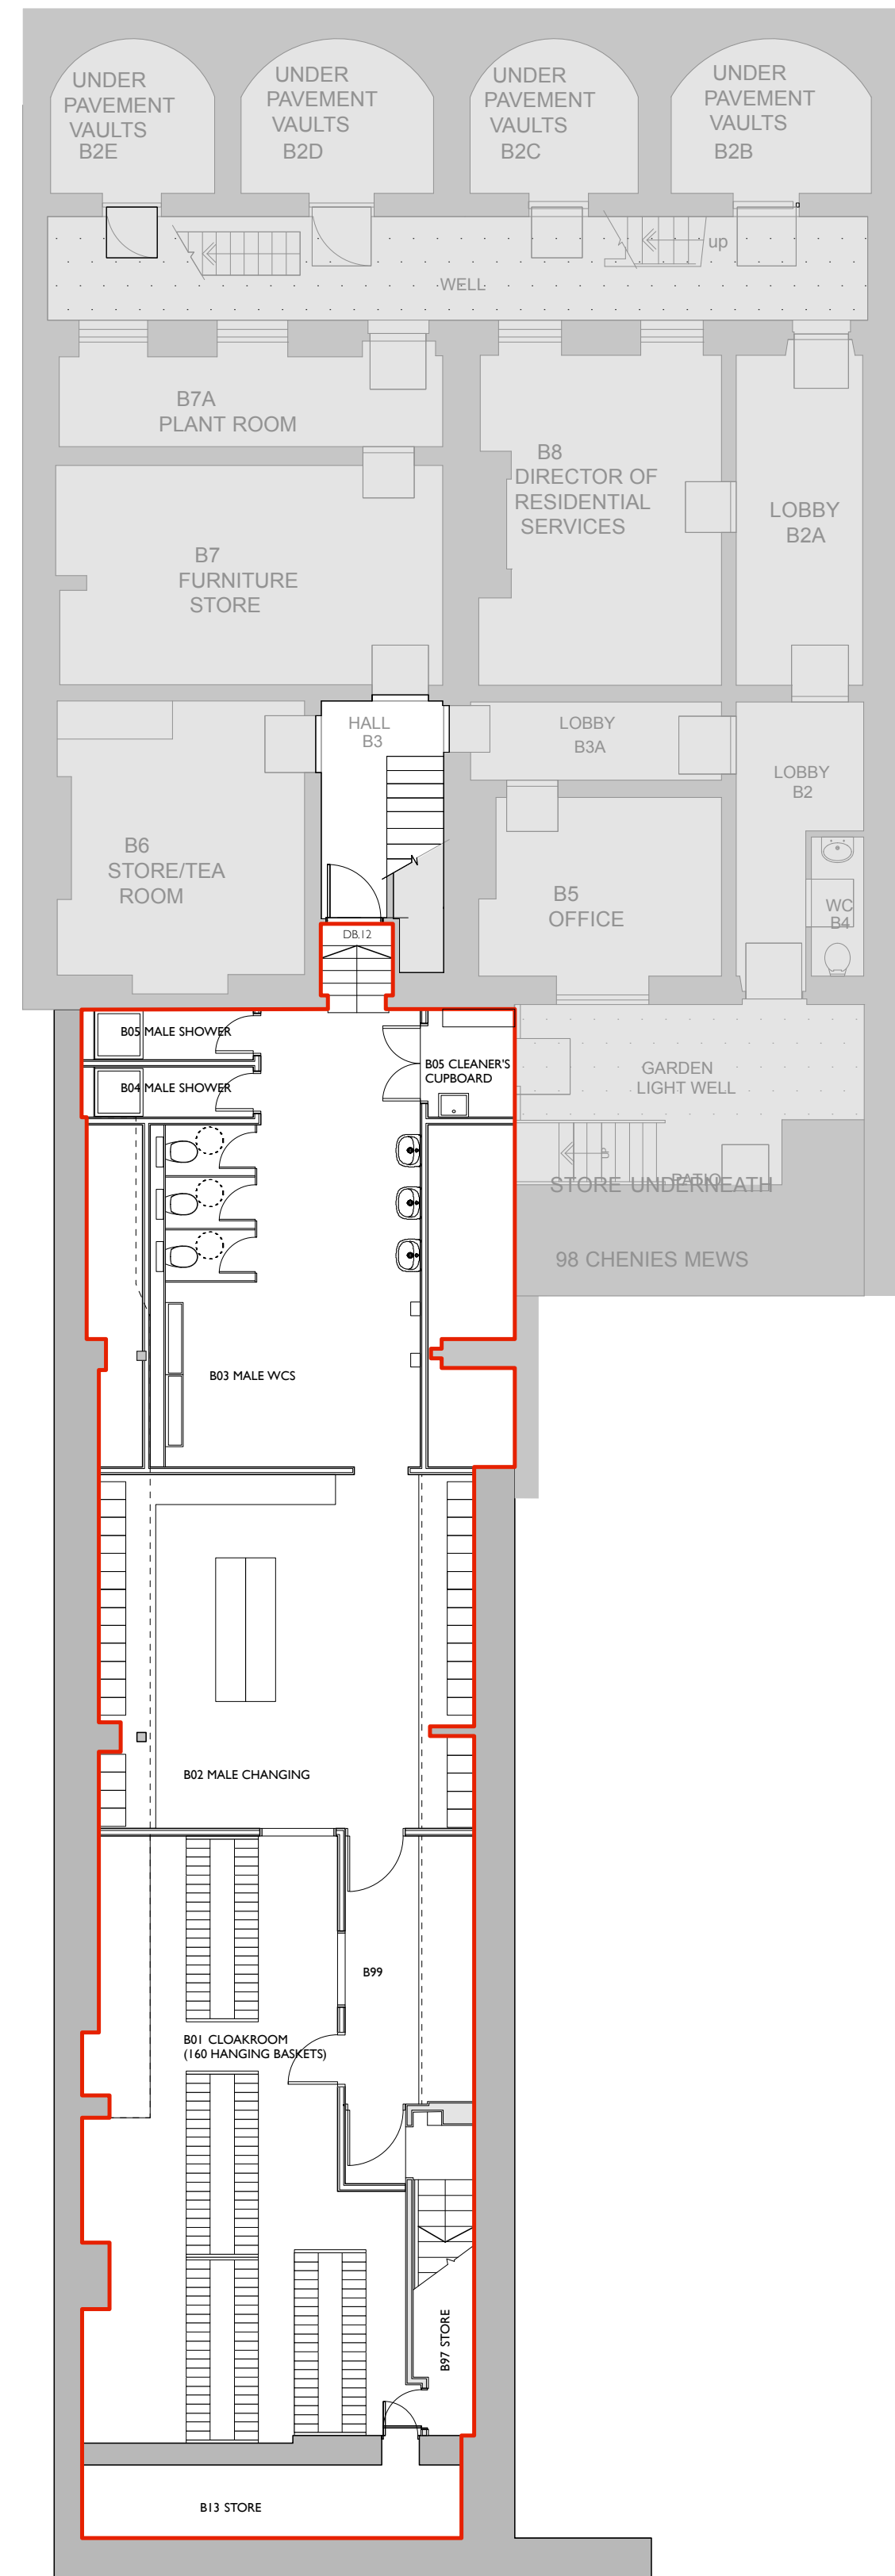 UNDER
PAVEMENT
VAULTS
B2E
UNDER
PAVEMENT
VAULTS
B2D
UNDER
PAVEMENT
VAULTS
B2C
UNDER
PAVEMENT
VAULTS
B2B
up
WELL
B7A
PLANT ROOM
B8
DIRECTOR OF
RESIDENTIAL
SERVICES
LOBBY
B2A
B7
FURNITURE
STORE
HALL
B3
LOBBY
B3A
LOBBY
B2
B6
STORE/TEA
ROOM
N
B5
OFFICE
WC
B4
DB.12
B05 MALE SHOWER
B04 MALE SHOWER
B05 CLEANER'S
CUPBOARD
GARDEN
LIGHT WELL
UP
PATIO
STORE UNDERNEATH
98 CHENIES MEWS
B03 MALE WCS
B02 MALE CHANGING
B99
B01 CLOAKROOM
(160 HANGING BASKETS)
B97 STORE
B13 STORE